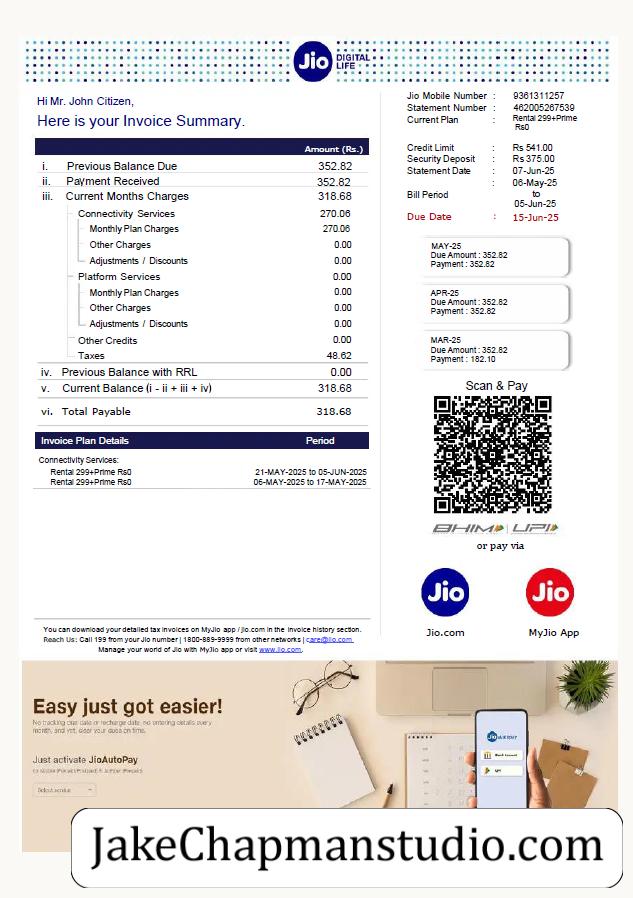 Jio DIGITAL LIFE
Hi Mr. John Citizen,
Here is your Invoice Summary.
Amount (Rs.)
i. Previous Balance Due 352.82
ii. Payment Received 352.82
iii. Current Months Charges 318.68
Connectivity Services 270.06
Monthly Plan Charges 270.06
Other Charges 0.00
Adjustments / Discounts 0.00
Platform Services 0.00
Monthly Plan Charges 0.00
Other Charges 0.00
Adjustments / Discounts 0.00
Other Credits 0.00
Taxes 48.62
iv. Previous Balance with RRL 0.00
v. Current Balance (i - ii + iii + iv) 318.68
vi. Total Payable 318.68
Invoice Plan Details Period
Connectivity Services:
Rental 299+Prime Rs0 21-MAY-2025 to 05-JUN-2025
Rental 299+Prime Rs0 06-MAY-2025 to 17-MAY-2025
You can download your detailed tax invoices on MyJio app / jio.com in the invoice history section.
Reach Us: Call 199 from your Jio number | 1800-889-9999 from other networks | care@jio.com
Manage your world of Jio with MyJio app or visit www.jio.com.
Jio Mobile Number : 9361311257
Statement Number : 462005267539
Current Plan : Rental 299+Prime
Rs0
Credit Limit : Rs 541.00
Security Deposit : Rs 375.00
Statement Date : 07-Jun-25
Bill Period : 06-May-25
to
05-Jun-25
Due Date : 15-Jun-25
MAY-25
Due Amount : 352.82
Payment : 352.82
APR-25
Due Amount : 352.82
Payment : 352.82
MAR-25
Due Amount : 352.82
Payment : 182.10
Scan & Pay
BHIM UPI
or pay via
Jio Jio
Jio.com MyJio App
Easy just got easier!
No tracking due date or recharge date, no entering details every
month, and yet, clear your dues on time.
Just activate JioAutoPay
Jio
UPI
JakeChapmanstudio.com